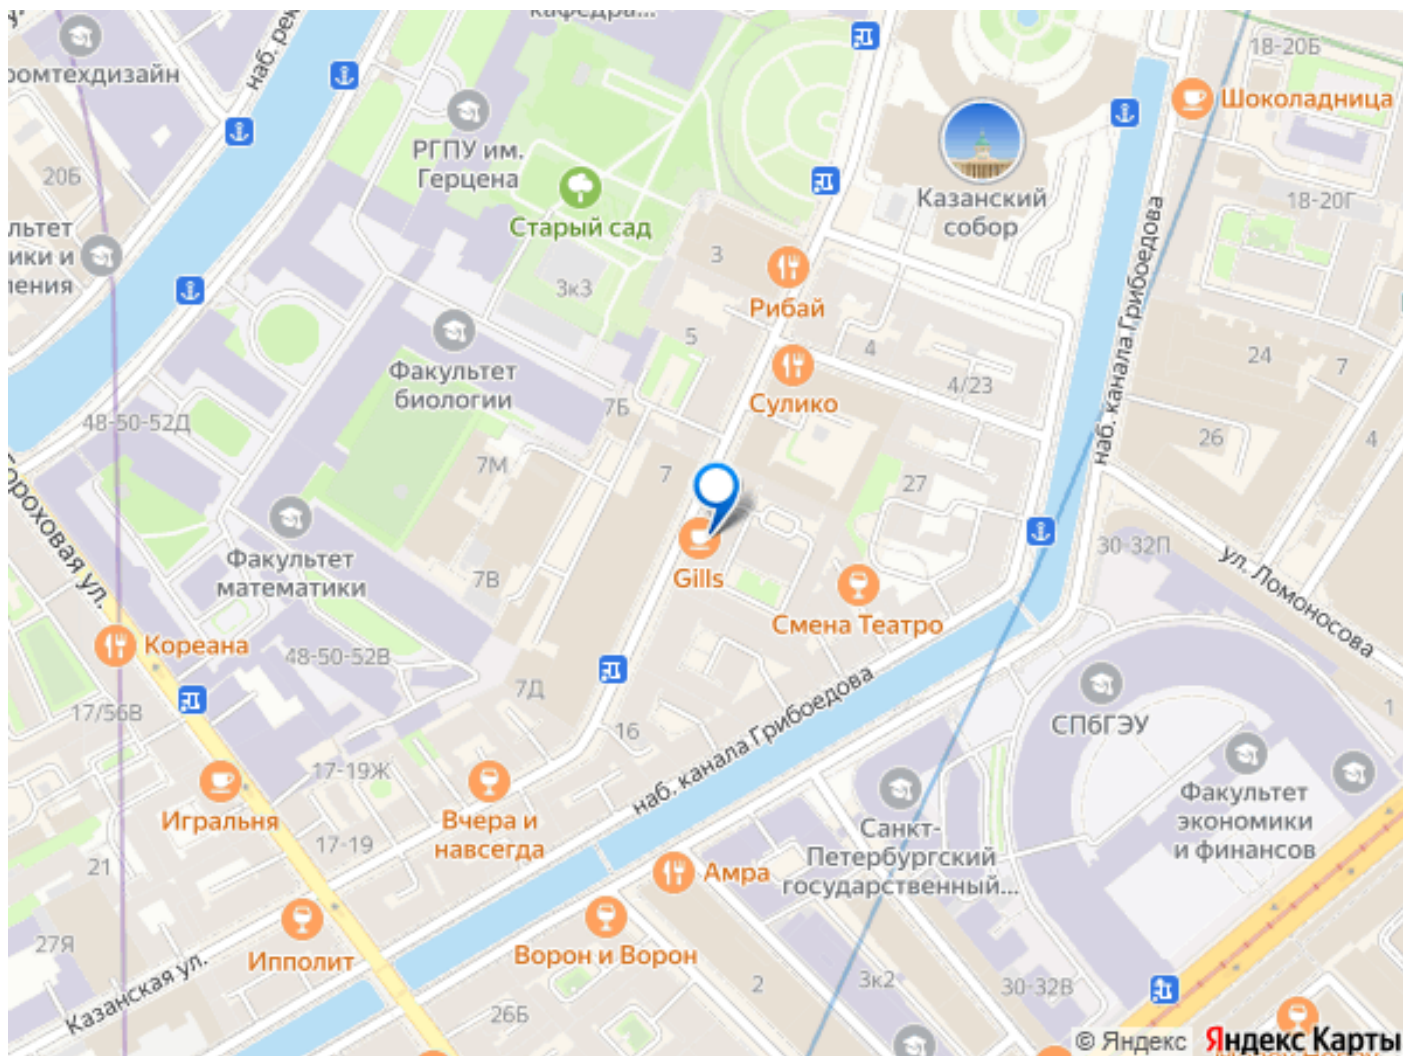 кафедра...
18-20Б
ромтехдизайн
наб. рек
Шоколадница
РГПУ им.
Герцена
20Б
Казанский
собор
18-20Г
Старый сад
льтет
ики и
ления
3
3к3
Рибай
наб. канала Грибоедова
5
4
24
7
Факультет
биологии
4/23
Сулико
7Б
48-50-52Д
26
4
7М
7
27
Гороховая ул.
Факультет
математики
30-32П
ул. Ломоносова
7В
Gills
Смена Театро
Кореана
48-50-52В
7Д
СПбГЭУ
17/56В
16
1
наб. канала Грибоедова
17-19Ж
Факультет
экономики
и финансов
Игральня
Вчера и
навсегда
Санкт-
Петербургский
государственный...
17-19
21
Амра
27Я
Ипполит
Ворон и Ворон
Казанская ул.
2
3к2
30-32В
26Б
© Яндекс Яндекс Карты